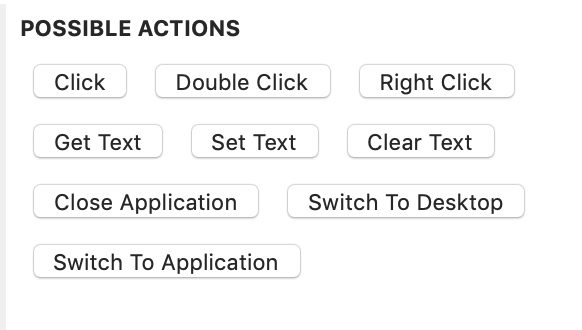 POSSIBLE ACTIONS
Click Double Click Right Click
Get Text Set Text Clear Text
Close Application Switch To Desktop
Switch To Application